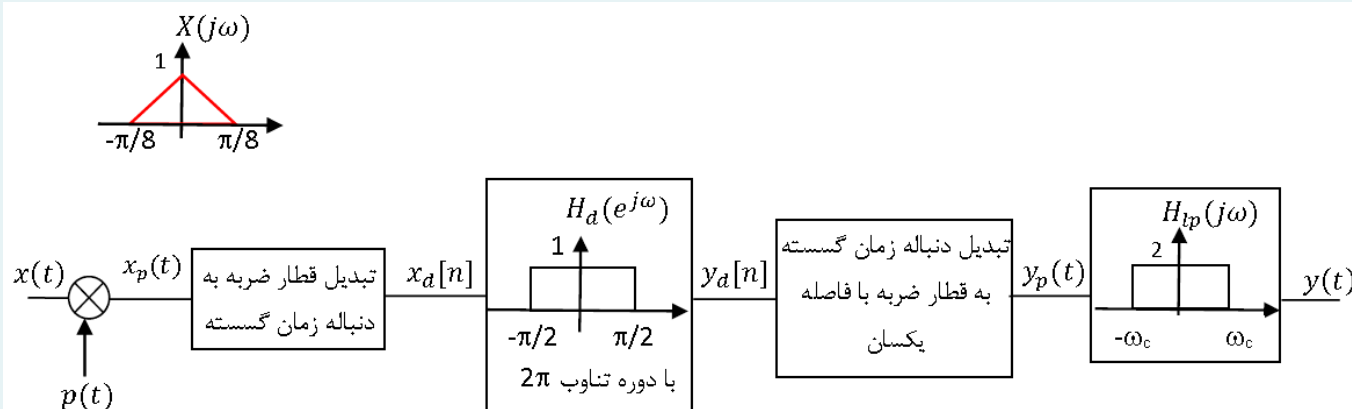 X(jω)
1
-π/8 π/8
x(t)
x_p(t)
p(t)
تبدیل قطار ضربه به
دنباله زمان گسسته
x_d[n]
H_d(e^{jω})
1
-π/2 π/2
با دوره تناوب 2π
y_d[n]
تبدیل دنباله زمان گسسته
به قطار ضربه با فاصله
یکسان
y_p(t)
H_{lp}(jω)
2
-ω_c ω_c
y(t)